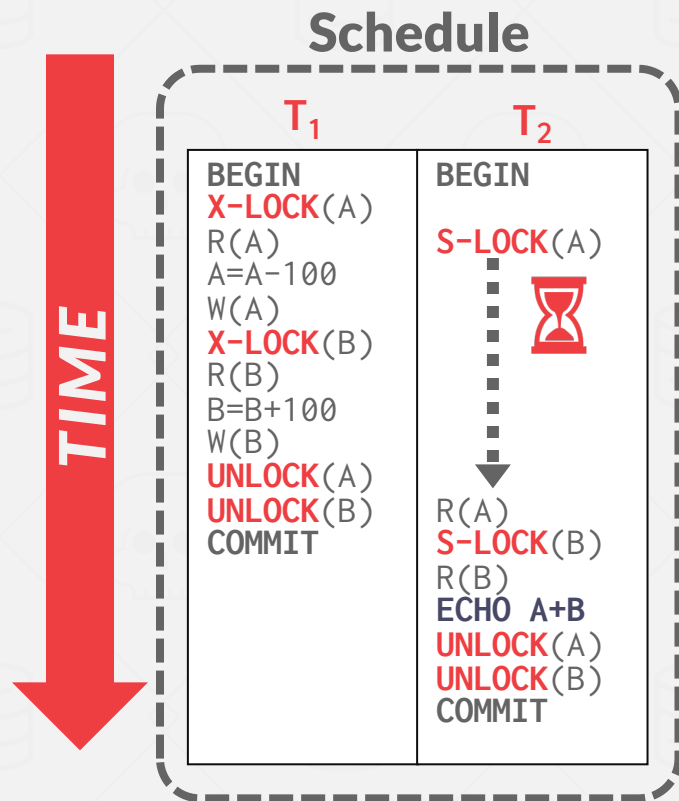 Schedule
TIME
T₁
BEGIN
X-LOCK(A)
R(A)
A=A-100
W(A)
X-LOCK(B)
R(B)
B=B+100
W(B)
UNLOCK(A)
UNLOCK(B)
COMMIT
T₂
BEGIN
S-LOCK(A)
R(A)
S-LOCK(B)
R(B)
ECHO A+B
UNLOCK(A)
UNLOCK(B)
COMMIT